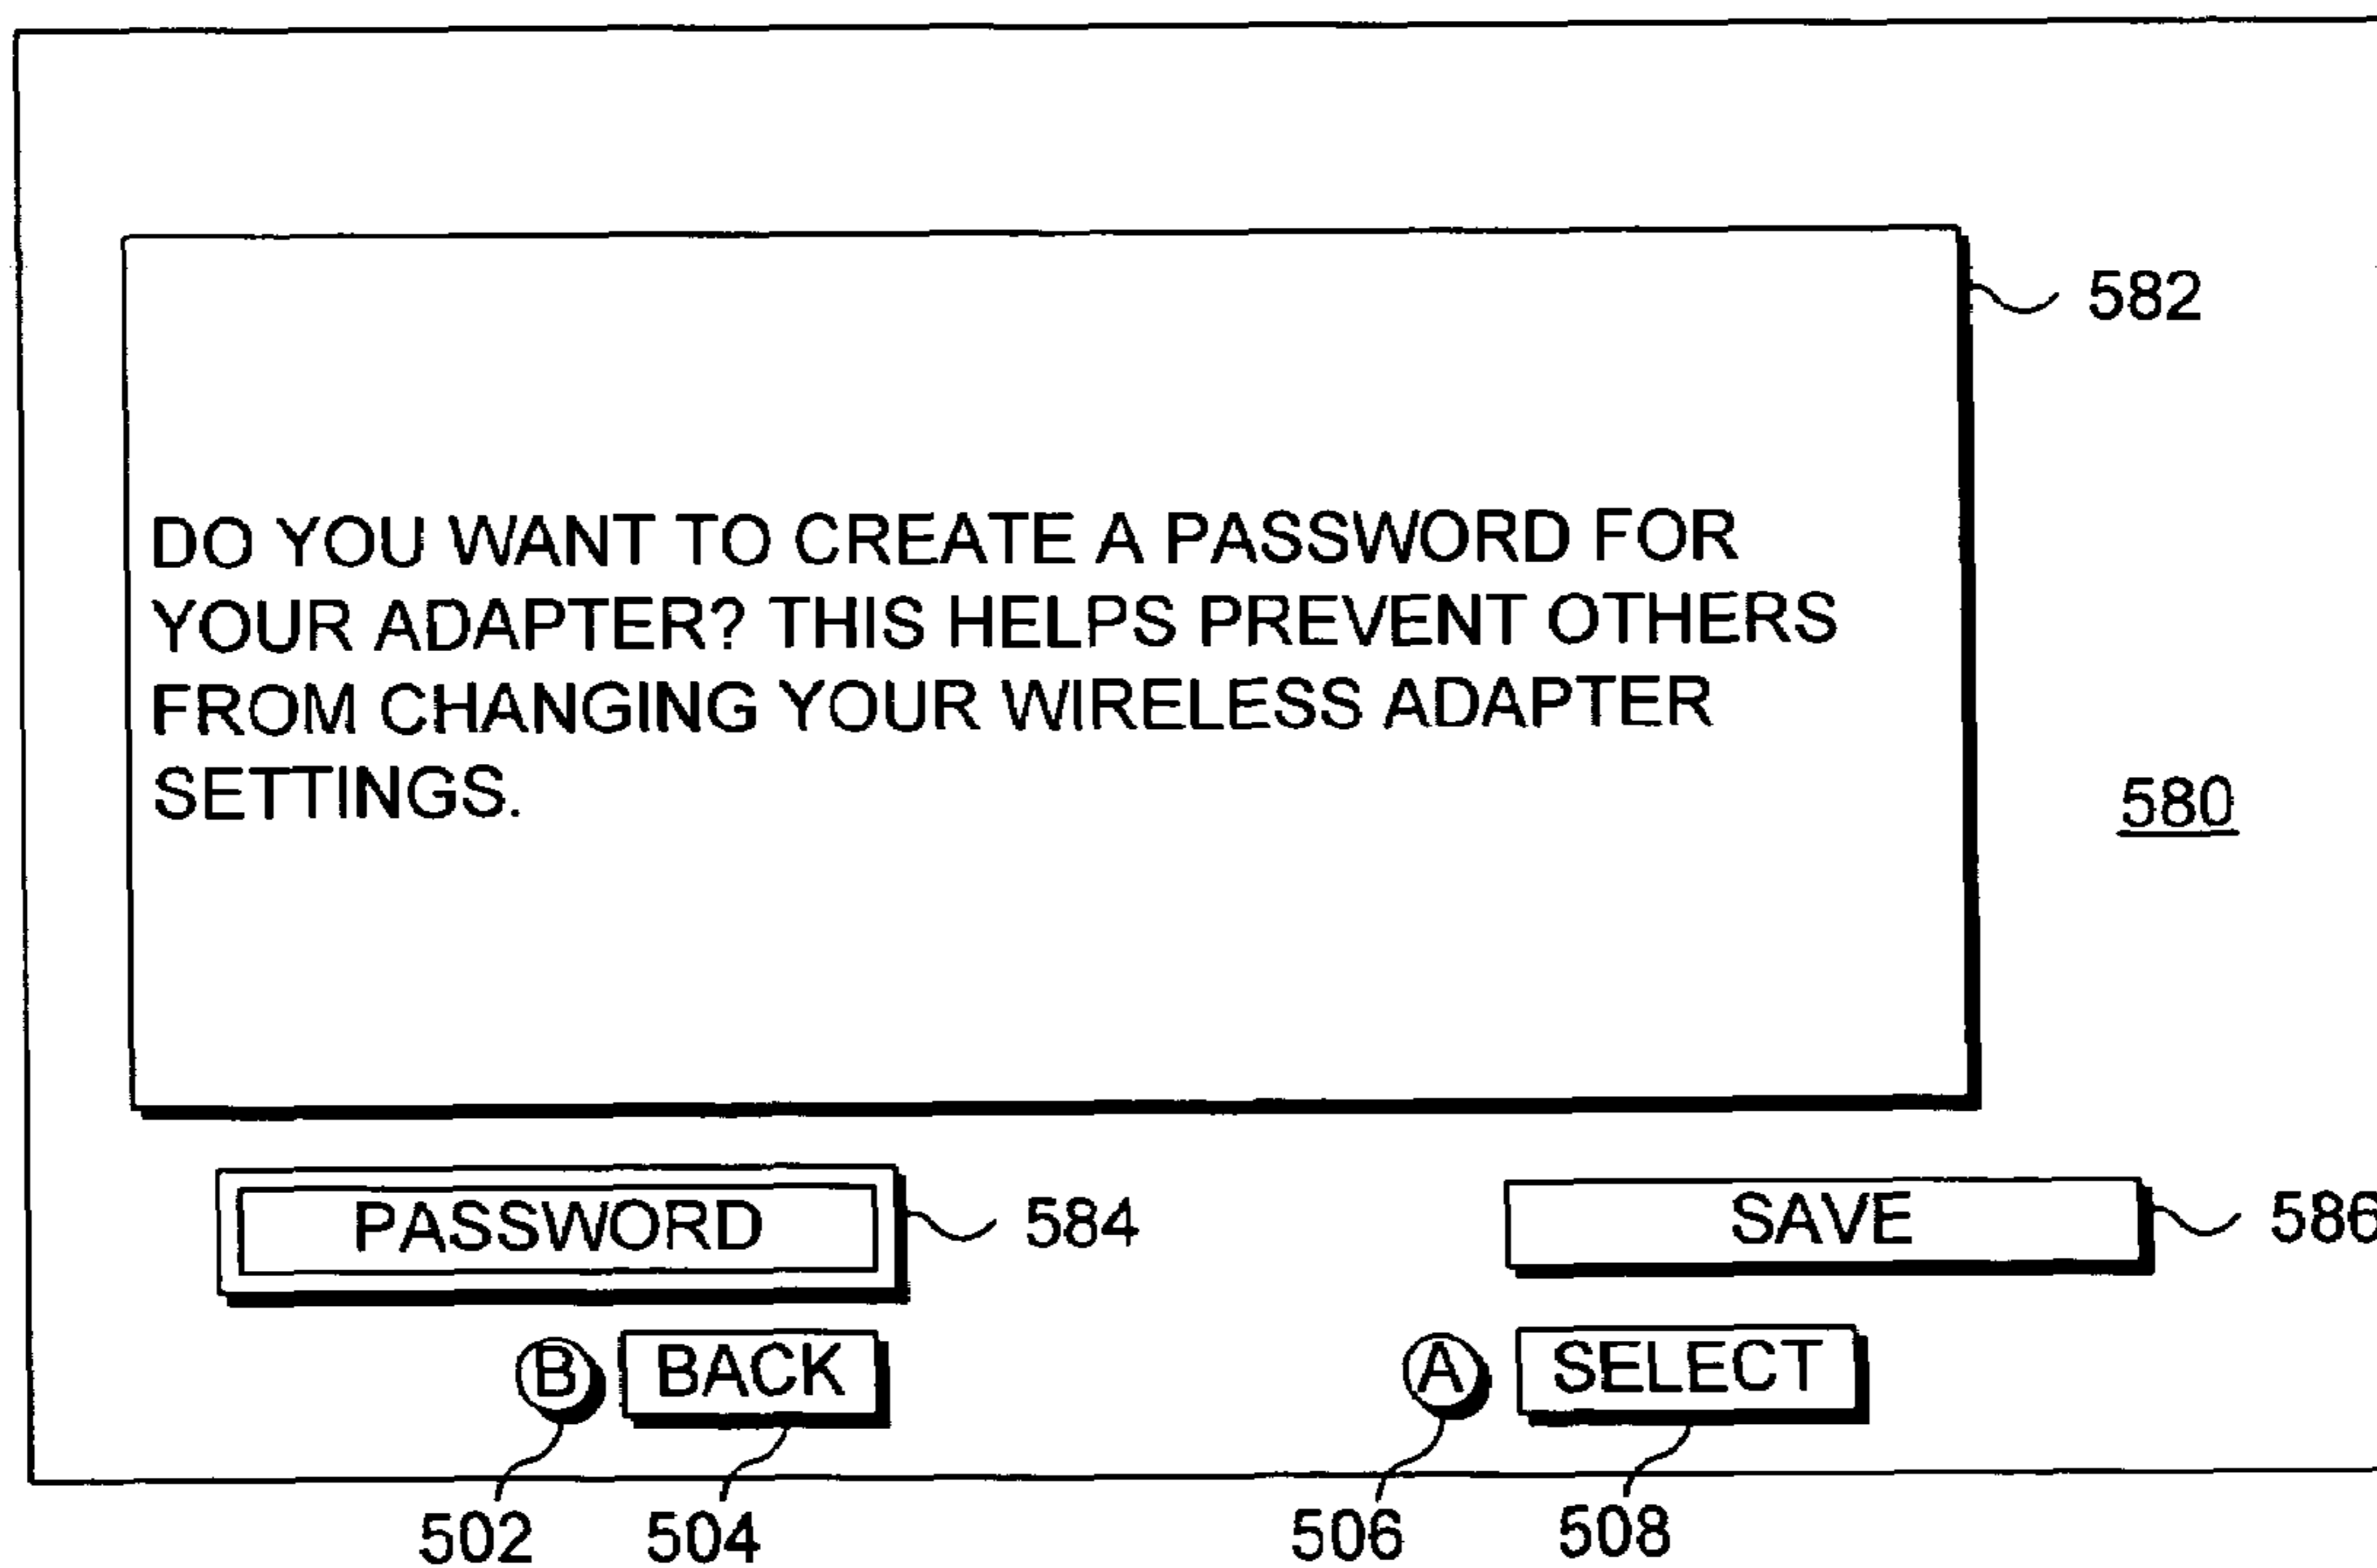 582
DO YOU WANT TO CREATE A PASSWORD FOR
YOUR ADAPTER? THIS HELPS PREVENT OTHERS
FROM CHANGING YOUR WIRELESS ADAPTER
SETTINGS.
580
PASSWORD 584 SAVE 586
B BACK A SELECT
502 504 506 508